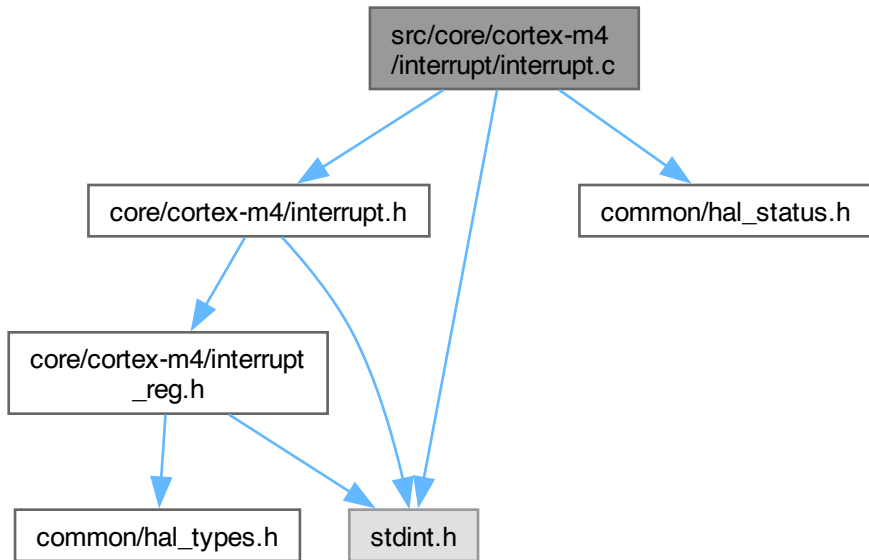 src/core/cortex-m4
/interrupt/interrupt.c
core/cortex-m4/interrupt.h
common/hal_status.h
core/cortex-m4/interrupt
_reg.h
common/hal_types.h
stdint.h